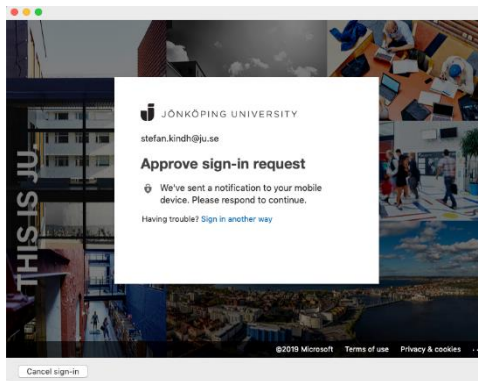 JÖNKÖPING UNIVERSITY
stefan.kindh@ju.se
Approve sign-in request
We've sent a notification to your mobile
device. Please respond to continue.
Having trouble? Sign in another way
THIS IS JU
©2019 Microsoft Terms of use Privacy & cookies ...
Cancel sign-in